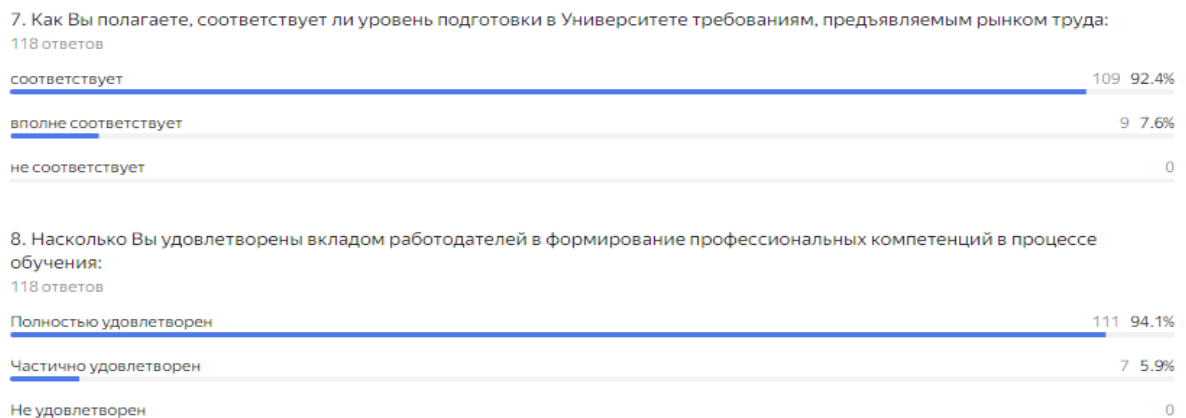 7. Как Вы полагаете, соответствует ли уровень подготовки в Университете требованиям, предъявляемым рынком труда:
118 ответов
соответствует 109 92.4%
вполне соответствует 9 7.6%
не соответствует 0
8. Насколько Вы удовлетворены вкладом работодателей в формирование профессиональных компетенций в процессе
обучения:
118 ответов
Полностью удовлетворен 111 94.1%
Частично удовлетворен 7 5.9%
Не удовлетворен 0